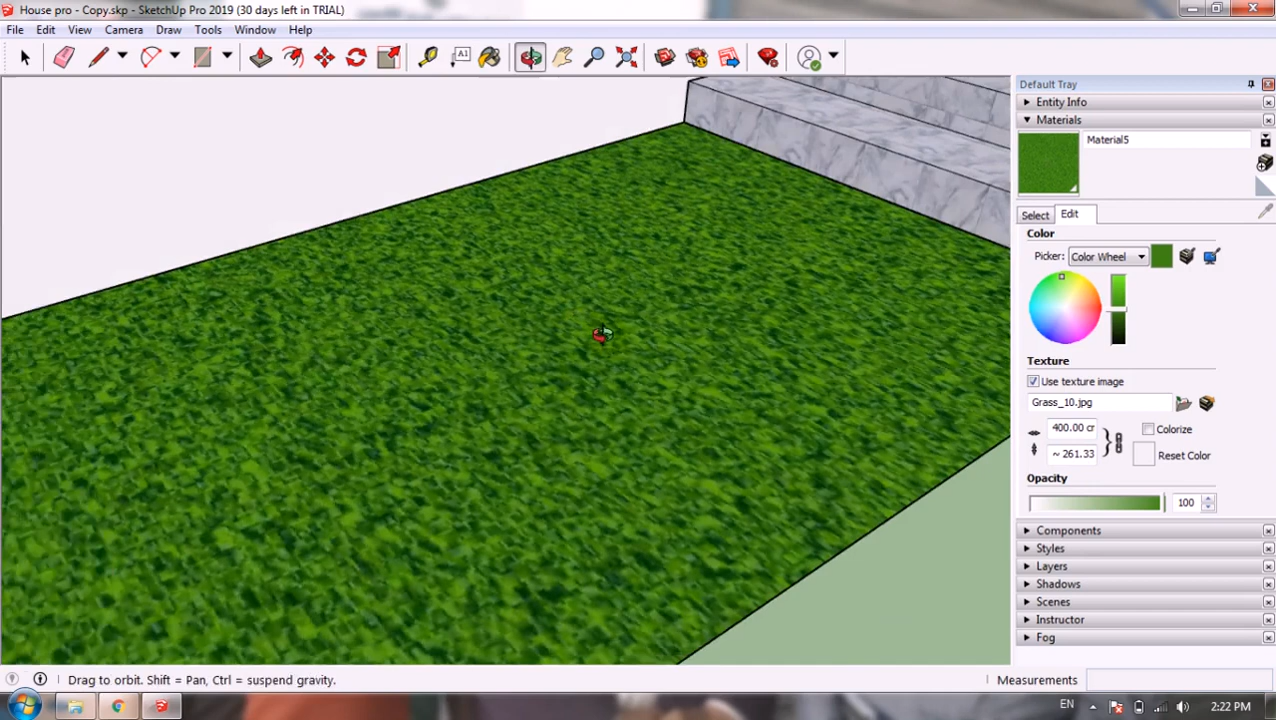 House pro - Copy.skp - SketchUp Pro 2019 (30 days left in TRIAL)
File Edit View Camera Draw Tools Window Help
A1
Default Tray
Entity Info
Materials
Material5
Select Edit
Color
Picker: Color Wheel
Texture
Use texture image
Grass_10.jpg
400.00 cr Colorize
~ 261.33 Reset Color
Opacity
100
Components
Styles
Layers
Shadows
Scenes
Instructor
Fog
Drag to orbit. Shift = Pan, Ctrl = suspend gravity. Measurements
EN 2:22 PM